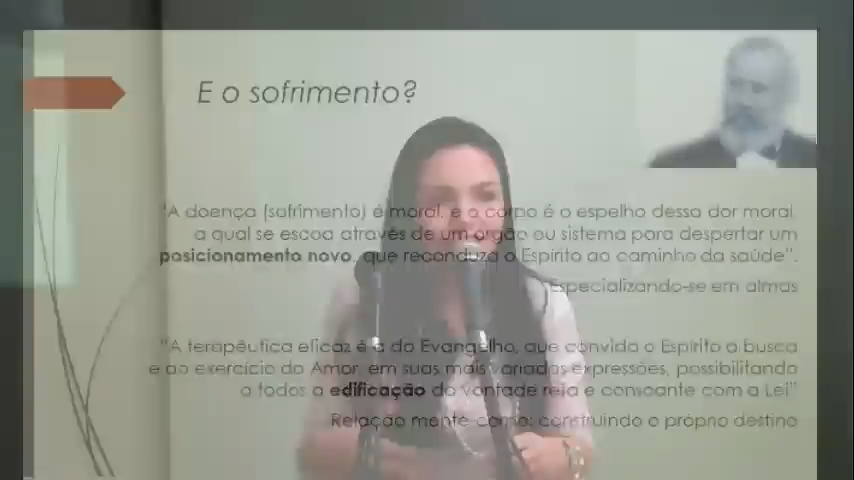 E o sofrimento?
"A doença (sofrimento) é moral, e o corpo é o espelho dessa dor moral,
a qual se escoa através de um órgão ou sistema para despertar um
posicionamento novo, que reconduza o Espírito ao caminho da saúde".
Especializando-se em almas
"A terapêutica eficaz é a do Evangelho, que convida o Espírito a busca
e ao exercício do Amor, em suas mais variadas expressões, possibilitando
a todos a edificação da vontade reta e consoante com a Lei"
Relação mente-corpo: construindo o próprio destino